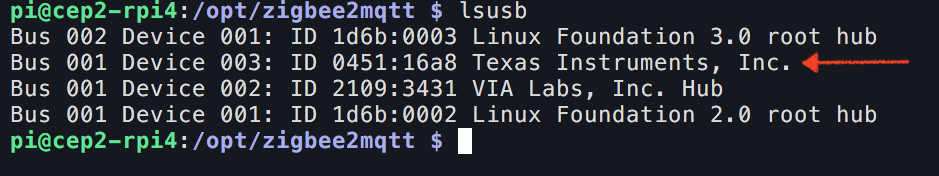 pi@cep2-rpi4:/opt/zigbee2mqtt $ lsusb
Bus 002 Device 001: ID 1d6b:0003 Linux Foundation 3.0 root hub
Bus 001 Device 003: ID 0451:16a8 Texas Instruments, Inc.
Bus 001 Device 002: ID 2109:3431 VIA Labs, Inc. Hub
Bus 001 Device 001: ID 1d6b:0002 Linux Foundation 2.0 root hub
pi@cep2-rpi4:/opt/zigbee2mqtt $